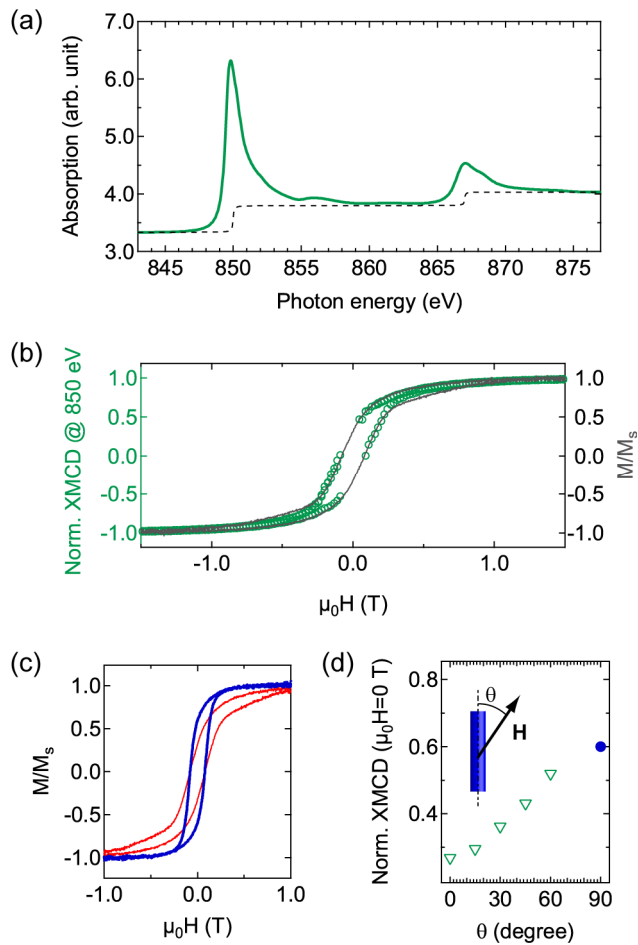 (a)
7.0
6.0
5.0
4.0
3.0
Absorption (arb. unit)
845 850 855 860 865 870 875
Photon energy (eV)
(b)
1.0
0.5
0.0
-0.5
-1.0
Norm. XMCD @ 850 eV
1.0
0.5
0.0
-0.5
-1.0
M/Ms
-1.0 0.0 1.0
μ0H (T)
(c)
1.0
0.5
0.0
-0.5
-1.0
M/Ms
-1.0 0.0 1.0
μ0H (T)
(d)
0.8
0.6
0.4
Norm. XMCD (μ0H=0 T)
θ
H
0 30 60 90
θ (degree)